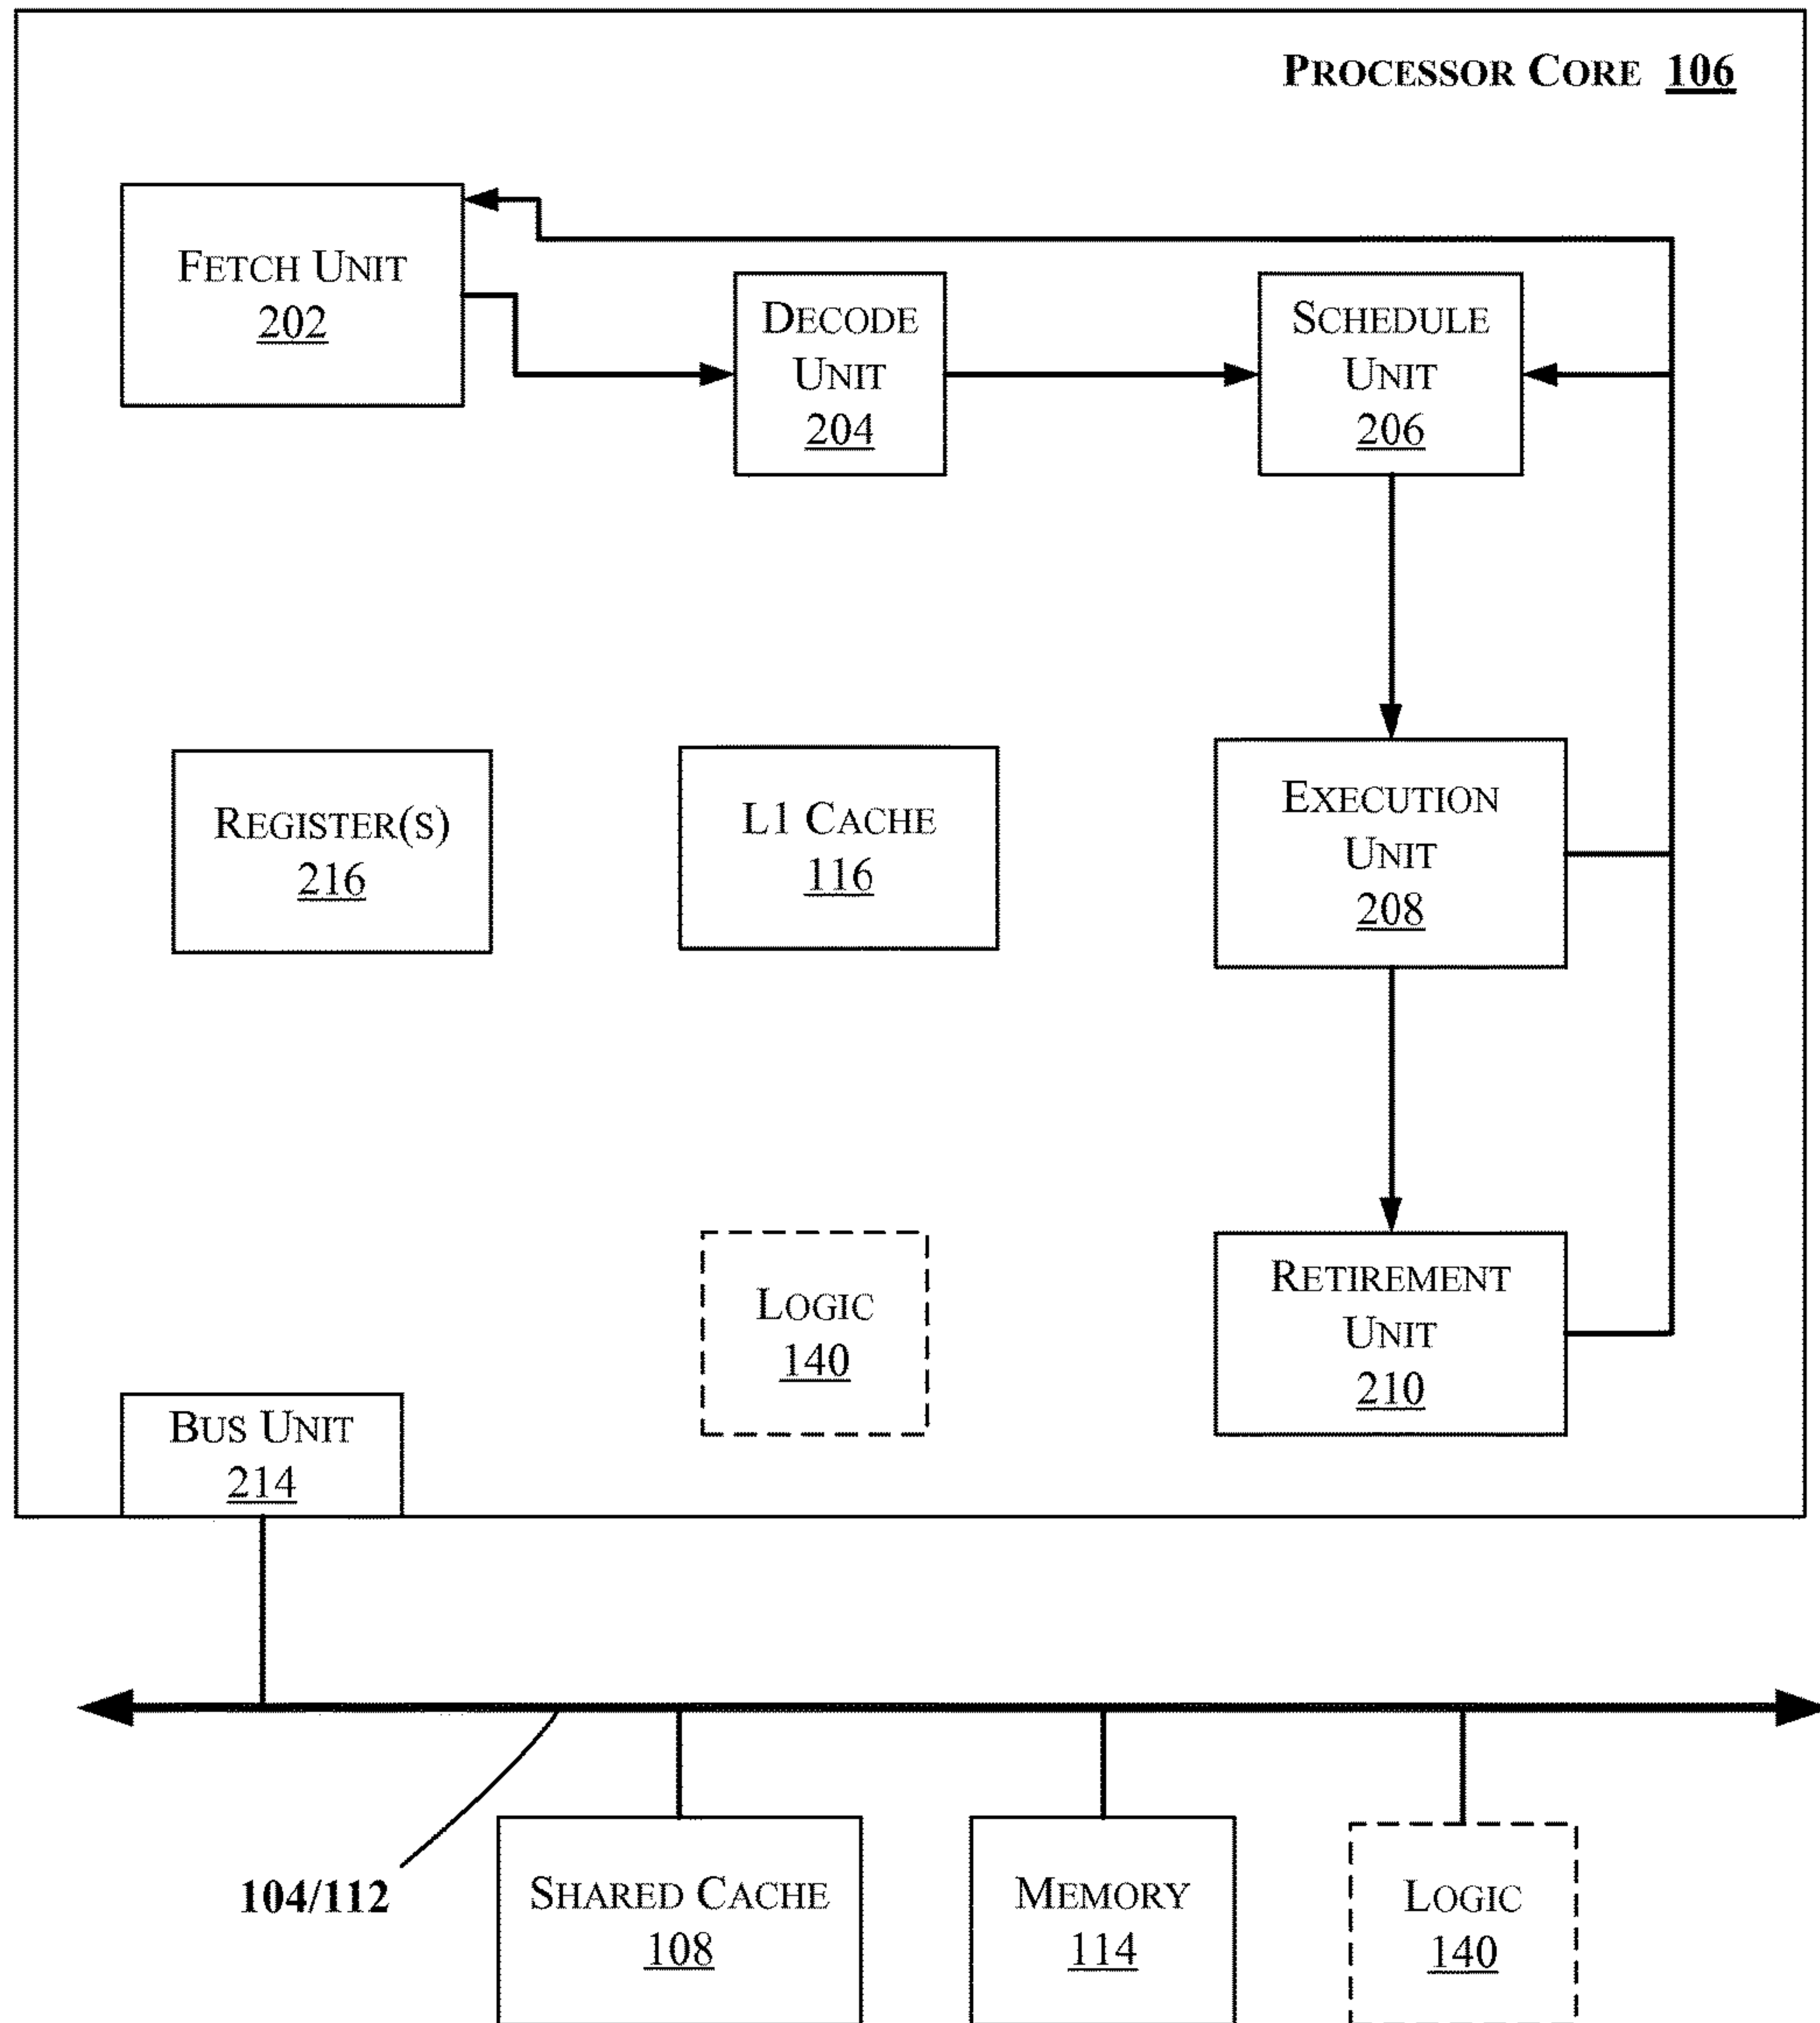 PROCESSOR CORE 106
FETCH UNIT
202
DECODE
UNIT
204
SCHEDULE
UNIT
206
REGISTER(S)
216
L1 CACHE
116
EXECUTION
UNIT
208
LOGIC
140
RETIREMENT
UNIT
210
BUS UNIT
214
104/112
SHARED CACHE
108
MEMORY
114
LOGIC
140